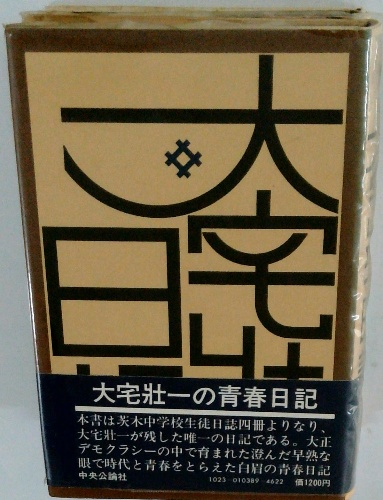 大宅壯
日
大宅壯一の青春日記
本書は茨木中学校生徒日誌四冊よりなり、
大宅壯一が残した唯一の日記である。大正
デモクラシーの中で育まれた澄んだ早熟な
眼で時代と青春をとらえた白眉の青春日記
中央公論社
1023-010389-4622
価1200円